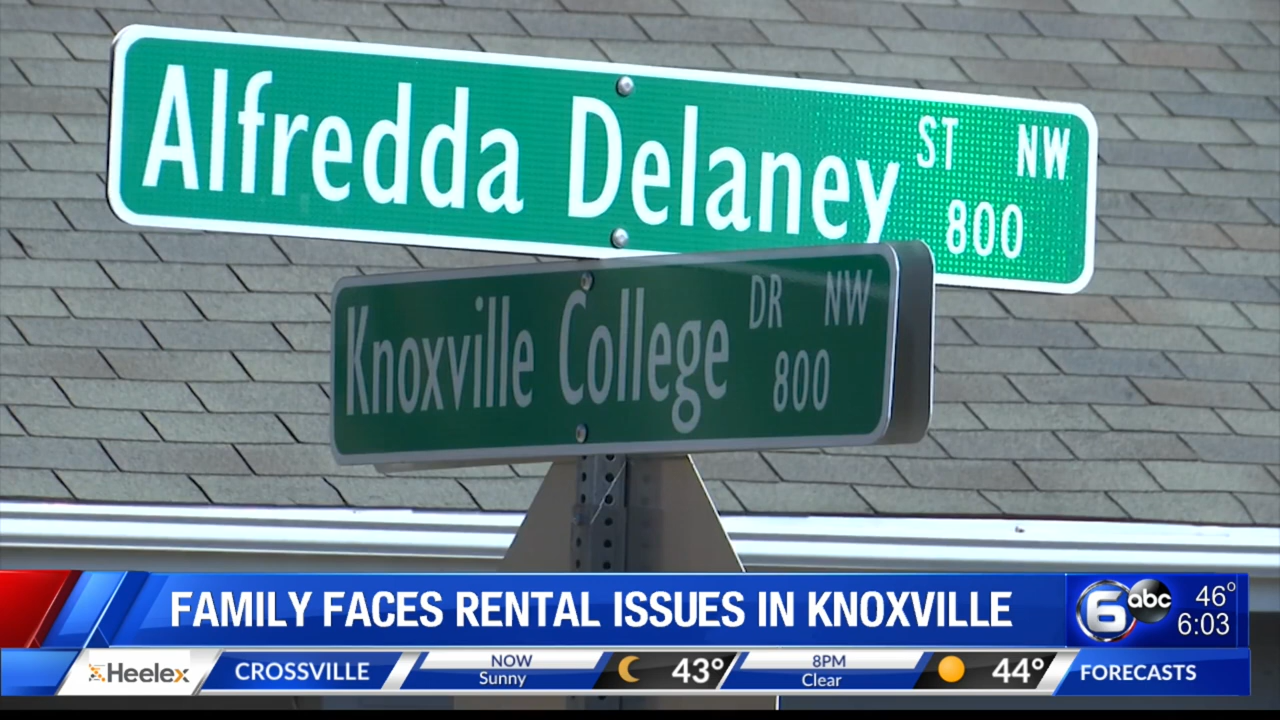 Alfredda Delaney ST NW
800
Knoxville College DR NW
800
FAMILY FACES RENTAL ISSUES IN KNOXVILLE
6 abc
46°
6:03
Heelex
CROSSVILLE
NOW
Sunny
43°
8PM
Clear
44°
FORECASTS